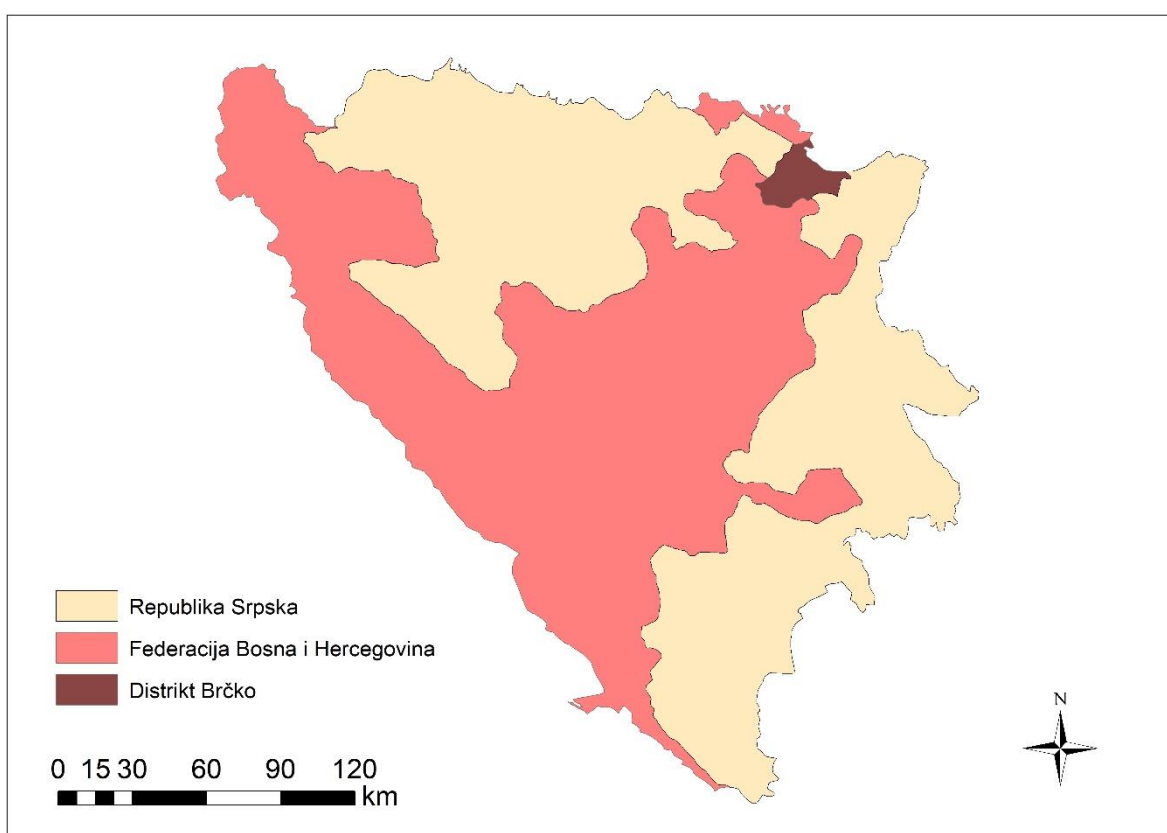 Republika Srpska
Federacija Bosna i Hercegovina
Distrikt Brčko
0 15 30 60 90 120
km
N